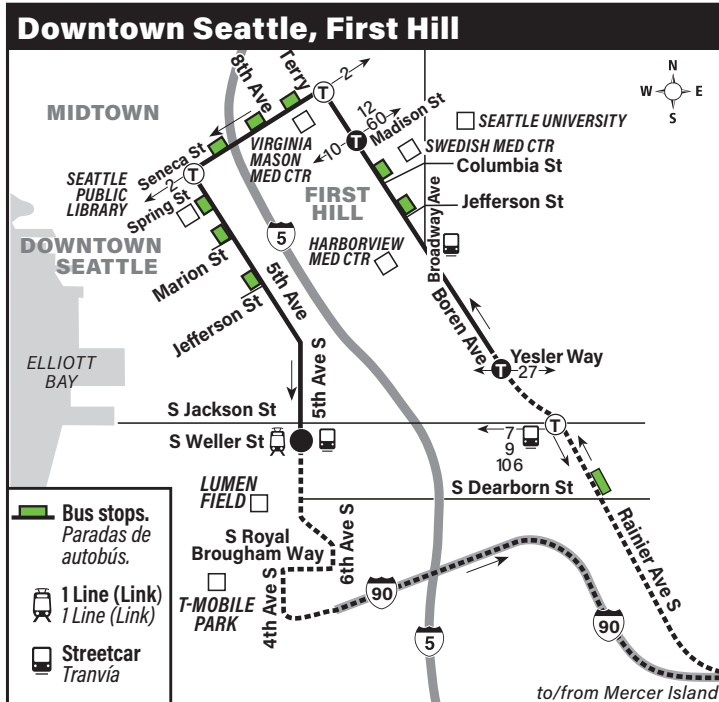 Downtown Seattle, First Hill
MIDTOWN
8th Ave
Terry
T
2
N
W E
S
12
60
10
Madison St
T
SEATTLE UNIVERSITY
SWEDISH MED CTR
Columbia St
Jefferson St
VIRGINIA
MASON
MED CTR
Seneca St
T
2
SEATTLE
PUBLIC
LIBRARY
Spring St
FIRST
HILL
DOWNTOWN
SEATTLE
Marion St
Jefferson St
5
5th Ave
HARBORVIEW
MED CTR
Broadway Ave
Boren Ave
Yesler Way
T
27
ELLIOTT
BAY
5th Ave S
S Jackson St
S Weller St
T
7
9
106
S Dearborn St
LUMEN
FIELD
S Royal
Brougham Way
6th Ave S
4th Ave S
T-MOBILE
PARK
Rainier Ave S
90
90
5
to/from Mercer Island
Bus stops.
Paradas de
autobús.
1 Line (Link)
1 Line (Link)
Streetcar
Tranvía